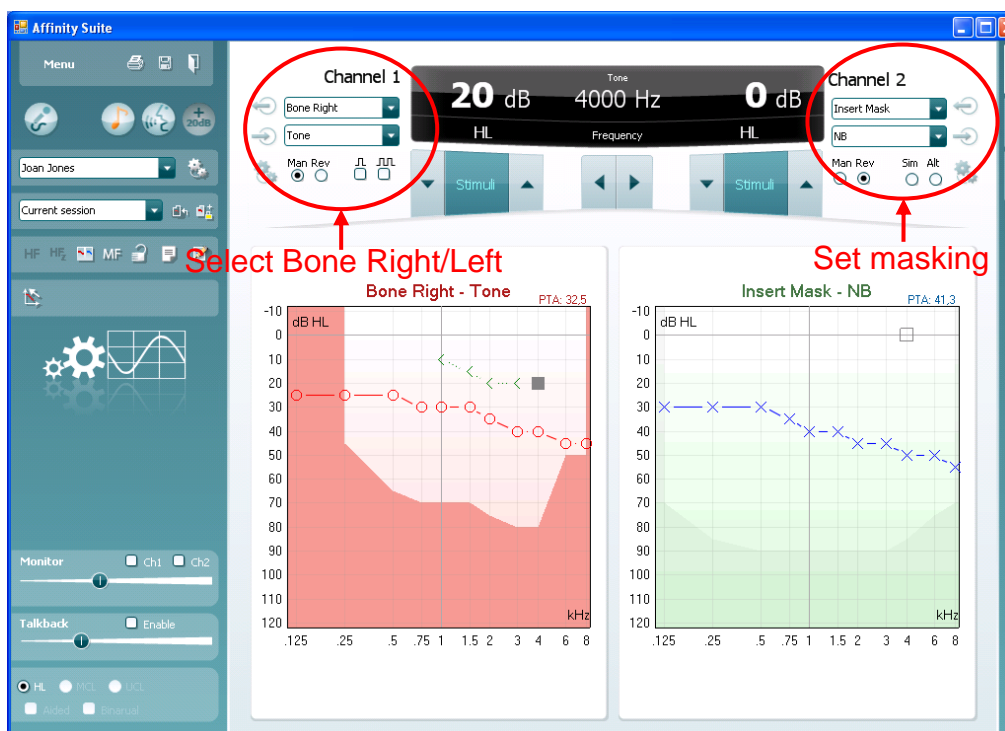 Affinity Suite
Menu
+ 20dB
Joan Jones
Current session
HF HFz MF
Monitor Ch1 Ch2
Talkback Enable
HL MCL UCL
Aided Binaural
Channel 1
Bone Right
Tone
Man Rev
20 dB
HL
Tone
4000 Hz
Frequency
0 dB
HL
Stimuli
Stimuli
Channel 2
Insert Mask
NB
Man Rev Sim Alt
Select Bone Right/Left
Set masking
Bone Right - Tone
PTA: 32,5
dB HL
-10
0
10
20
30
40
50
60
70
80
90
100
110
120
kHz
.125 .25 .5 .75 1 1.5 2 3 4 6 8
Insert Mask - NB
PTA: 41,3
dB HL
-10
0
10
20
30
40
50
60
70
80
90
100
110
120
kHz
.125 .25 .5 .75 1 1.5 2 3 4 6 8